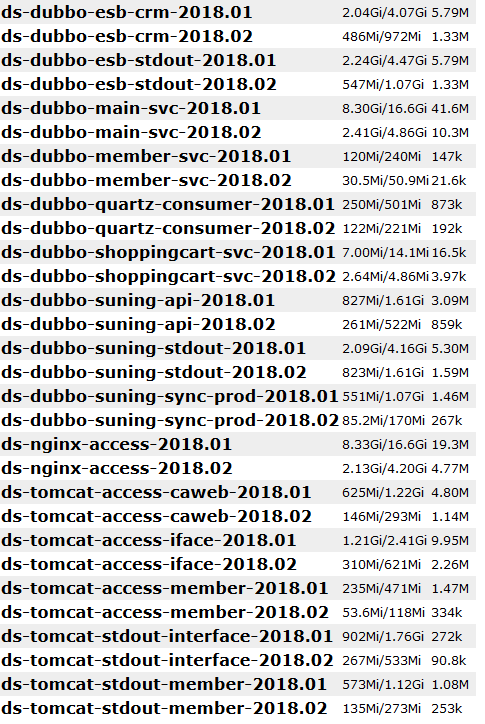 ds-dubbo-esb-crm-2018.01 2.04Gi/4.07Gi 5.79M
ds-dubbo-esb-crm-2018.02 486Mi/972Mi 1.33M
ds-dubbo-esb-stdout-2018.01 2.24Gi/4.47Gi 5.79M
ds-dubbo-esb-stdout-2018.02 547Mi/1.07Gi 1.33M
ds-dubbo-main-svc-2018.01 8.30Gi/16.6Gi 41.6M
ds-dubbo-main-svc-2018.02 2.41Gi/4.86Gi 10.3M
ds-dubbo-member-svc-2018.01 120Mi/240Mi 147k
ds-dubbo-member-svc-2018.02 30.5Mi/50.9Mi 21.6k
ds-dubbo-quartz-consumer-2018.01 250Mi/501Mi 873k
ds-dubbo-quartz-consumer-2018.02 122Mi/221Mi 192k
ds-dubbo-shoppingcart-svc-2018.01 7.00Mi/14.1Mi 16.5k
ds-dubbo-shoppingcart-svc-2018.02 2.64Mi/4.86Mi 3.97k
ds-dubbo-suning-api-2018.01 827Mi/1.61Gi 3.09M
ds-dubbo-suning-api-2018.02 261Mi/522Mi 859k
ds-dubbo-suning-stdout-2018.01 2.09Gi/4.16Gi 5.30M
ds-dubbo-suning-stdout-2018.02 823Mi/1.61Gi 1.59M
ds-dubbo-suning-sync-prod-2018.01 551Mi/1.07Gi 1.46M
ds-dubbo-suning-sync-prod-2018.02 85.2Mi/170Mi 267k
ds-nginx-access-2018.01 8.33Gi/16.6Gi 19.3M
ds-nginx-access-2018.02 2.13Gi/4.20Gi 4.77M
ds-tomcat-access-caweb-2018.01 625Mi/1.22Gi 4.80M
ds-tomcat-access-caweb-2018.02 146Mi/293Mi 1.14M
ds-tomcat-access-iface-2018.01 1.21Gi/2.41Gi 9.95M
ds-tomcat-access-iface-2018.02 310Mi/621Mi 2.26M
ds-tomcat-access-member-2018.01 235Mi/471Mi 1.47M
ds-tomcat-access-member-2018.02 53.6Mi/118Mi 334k
ds-tomcat-stdout-interface-2018.01 902Mi/1.76Gi 272k
ds-tomcat-stdout-interface-2018.02 267Mi/533Mi 90.8k
ds-tomcat-stdout-member-2018.01 573Mi/1.12Gi 1.08M
ds-tomcat-stdout-member-2018.02 135Mi/273Mi 253k